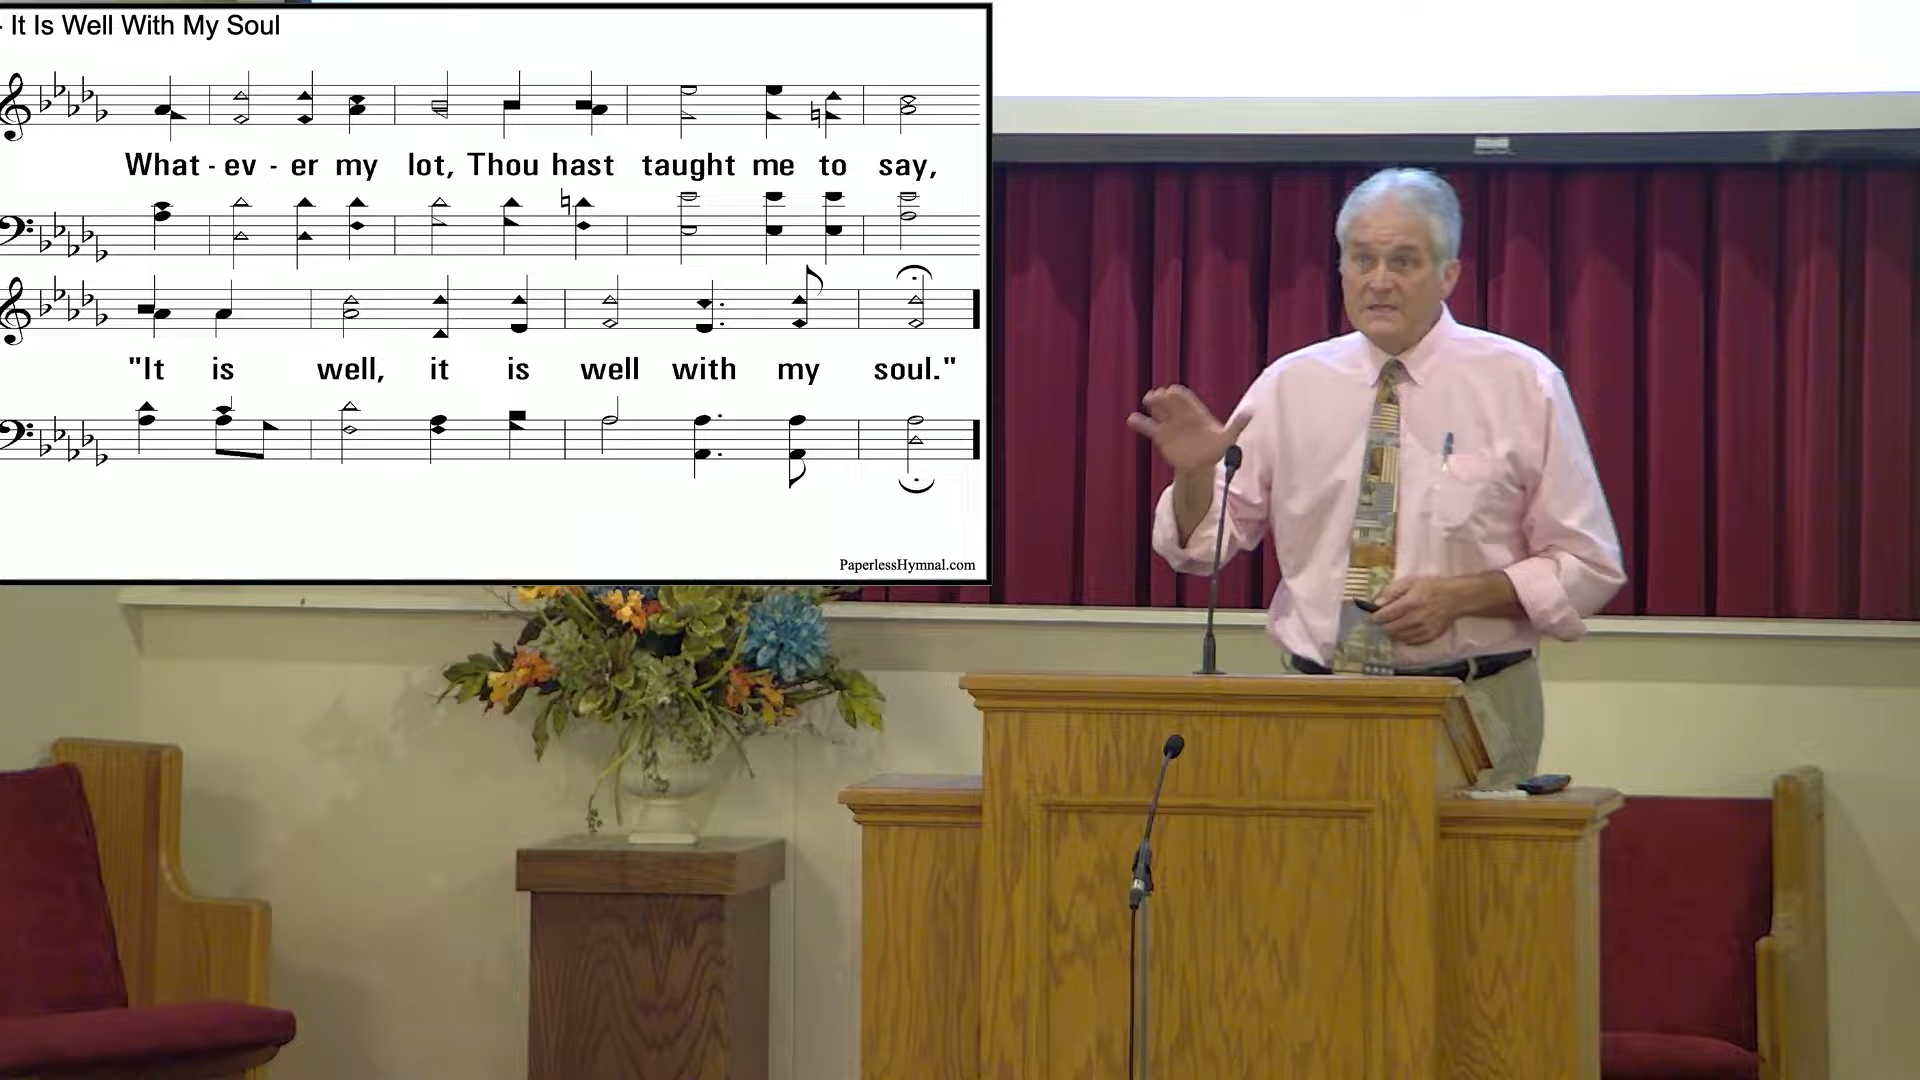 - It Is Well With My Soul
What - ev - er my lot, Thou hast taught me to say,
"It is well, it is well with my soul."
PaperlessHymnal.com